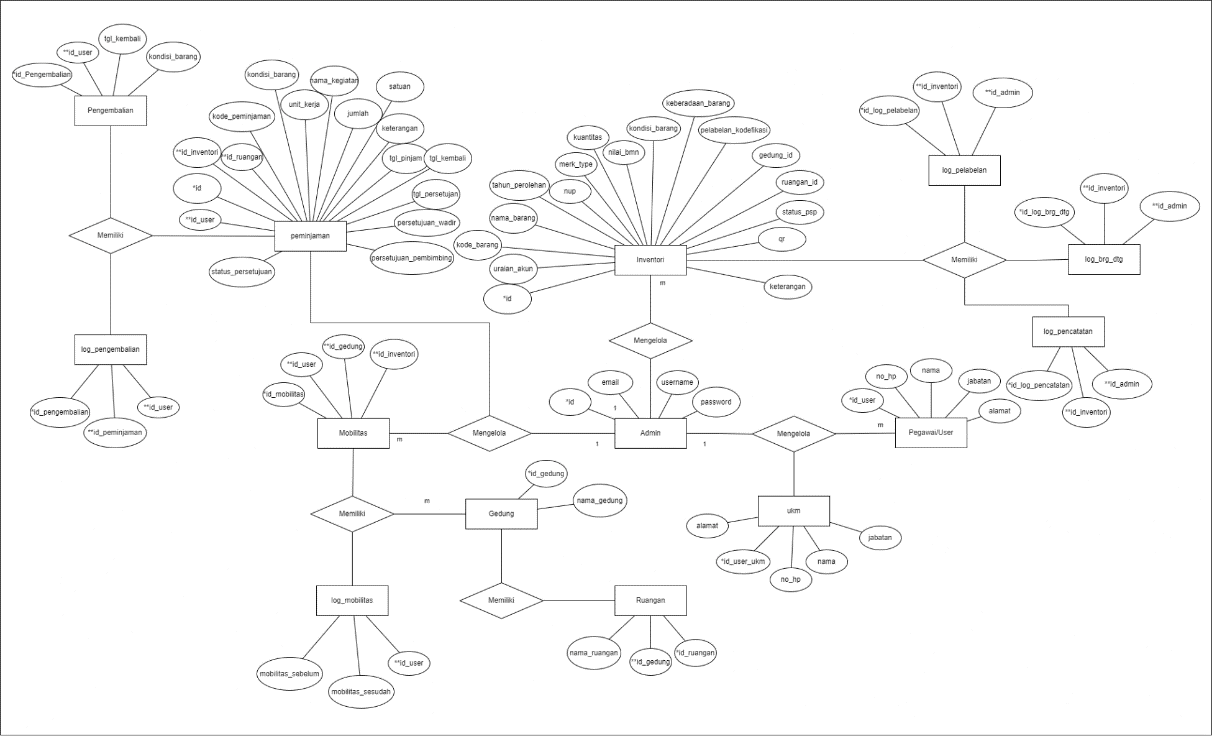 tgl_kembali
**id_user
kondisi_barang
*id_Pengembalian
Pengembalian
kondisi_barang
nama_kegiatan
satuan
unit_kerja
jumlah
kode_peminjaman
keterangan
**id_inventori
*id_ruangan
tgl_pinjam
tgl_kembali
*id
tgl_persetujan
**id_user
persetujuan_wadir
peminjaman
persetujuan_pembimbing
status_persetujuan
Memiliki
keberadaan_barang
kuantitas
kondisi_barang
pelabelan_kodefikasi
nilai_bmn
merk_type
gedung_id
tahun_perolehan
nup
ruangan_id
nama_barang
status_psp
kode_barang
qr
uraian_akun
Inventori
*id
m
keterangan
**id_inventori
**id_admin
*id_log_pelabelan
log_pelabelan
**id_inventori
*id_log_brg_dtg
**id_admin
Memiliki
log_brg_dtg
log_pencatatan
*id_log_pencatatan
**id_admin
**id_inventori
log_pengembalian
*id_pengembalian
**id_user
**id_peminjaman
**id_gedung
**id_user
**id_inventori
*id_mobilitas
Mobilitas
m
Mengelola
1
Mengelola
email
username
*id
1
password
Admin
1
Mengelola
m
no_hp
nama
jabatan
*id_user
alamat
Pegawai/User
Memiliki
m
*id_gedung
nama_gedung
Gedung
ukm
alamat
jabatan
*id_user_ukm
nama
no_hp
log_mobilitas
Memiliki
Ruangan
nama_ruangan
**id_gedung
*id_ruangan
mobilitas_sebelum
**id_user
mobilitas_sesudah